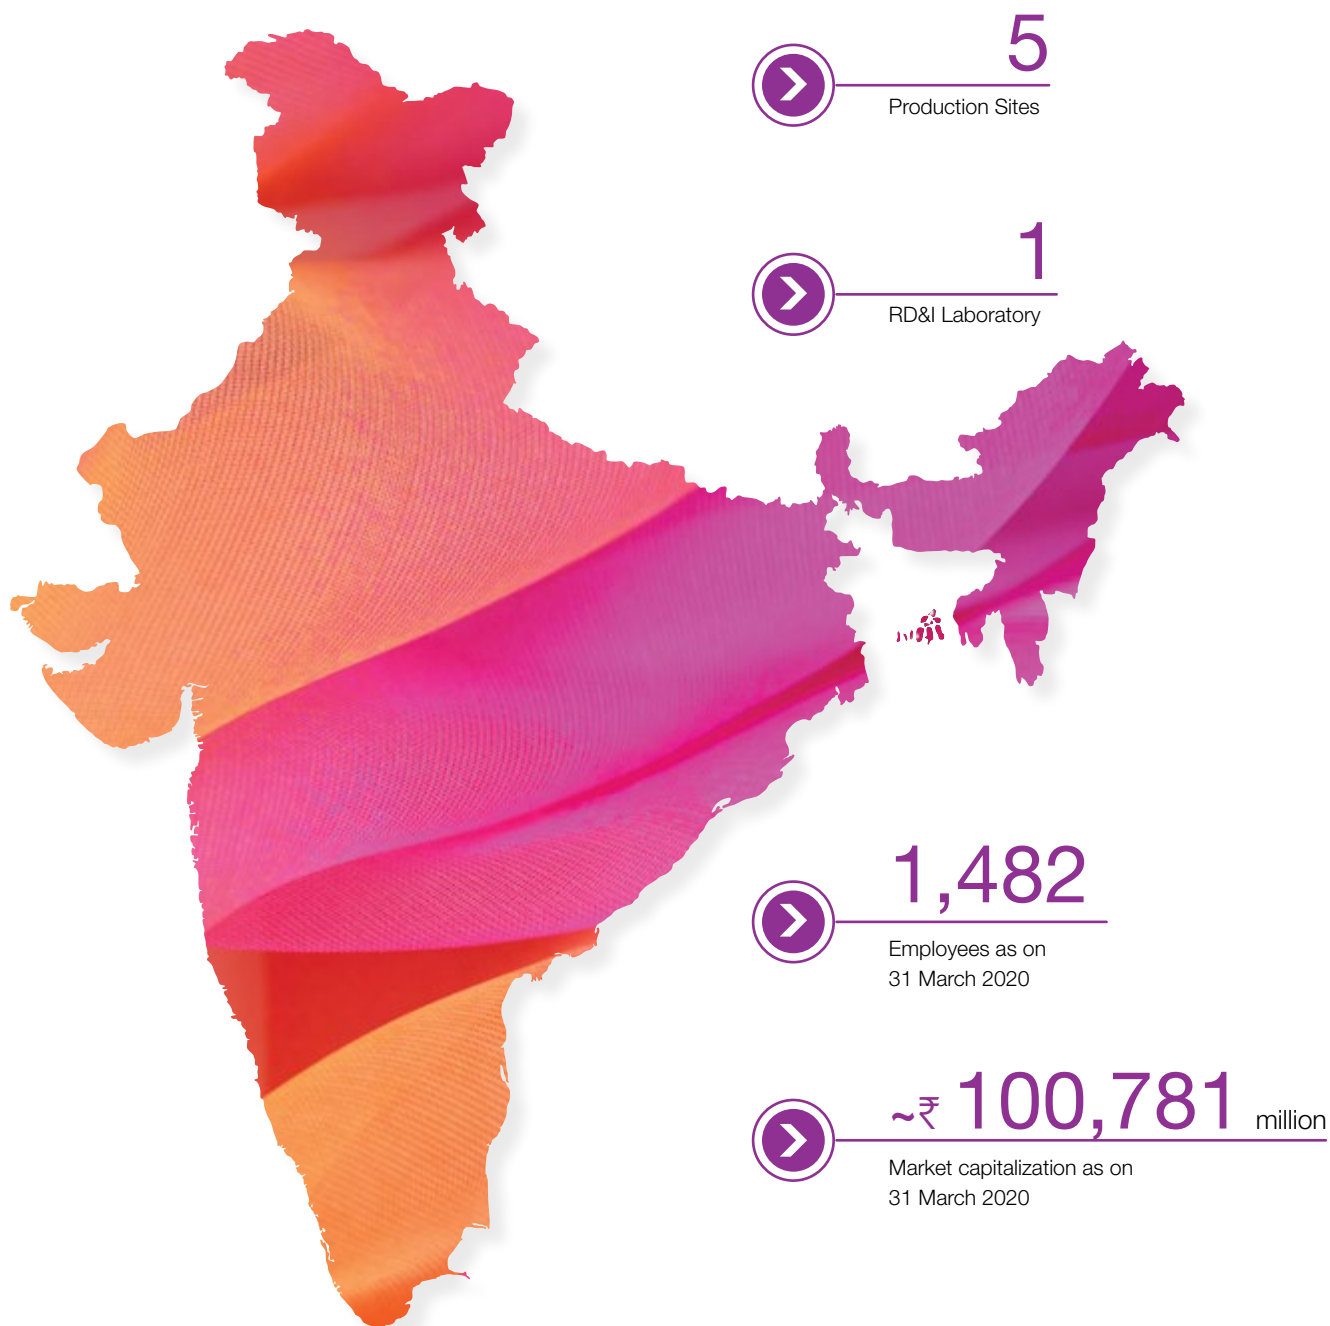 5
Production Sites
1
RD&I Laboratory
1,482
Employees as on
31 March 2020
~₹ 100,781 million
Market capitalization as on
31 March 2020